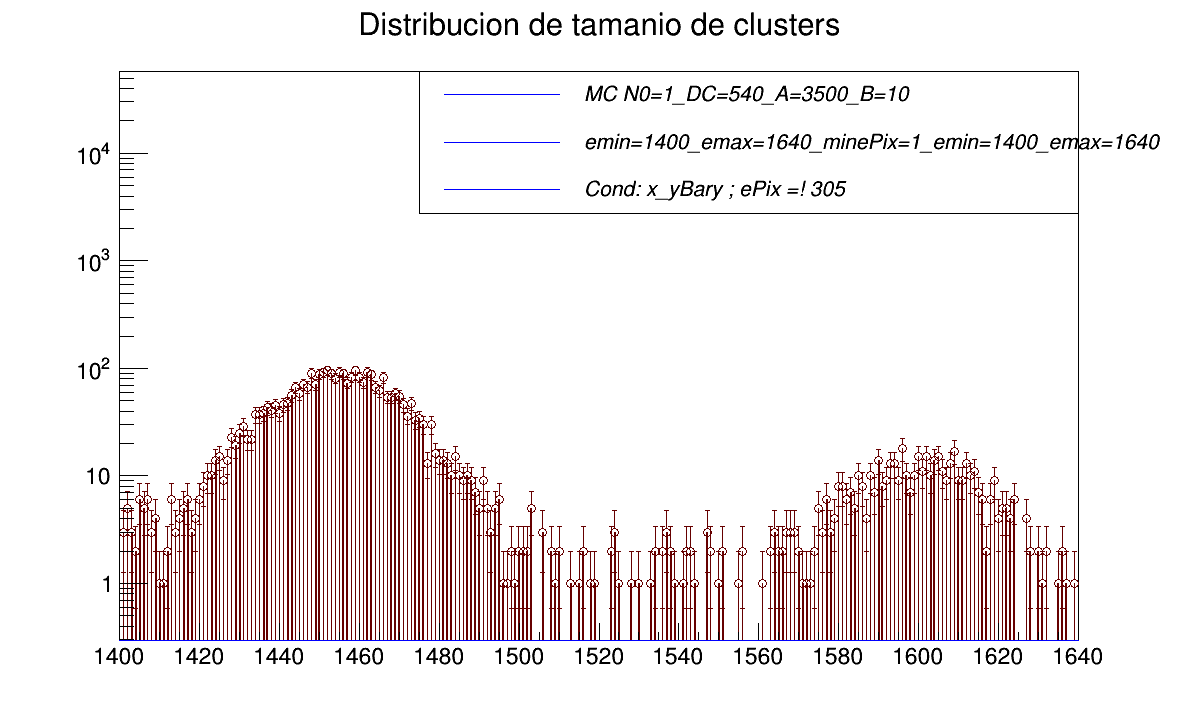 Distribucion de tamanio de clusters
MC N0=1_DC=540_A=3500_B=10
emin=1400_emax=1640_minePix=1_emin=1400_emax=1640
Cond: x_yBary ; ePix =! 305
10^4
10^3
10^2
10
1
1400 1420 1440 1460 1480 1500 1520 1540 1560 1580 1600 1620 1640